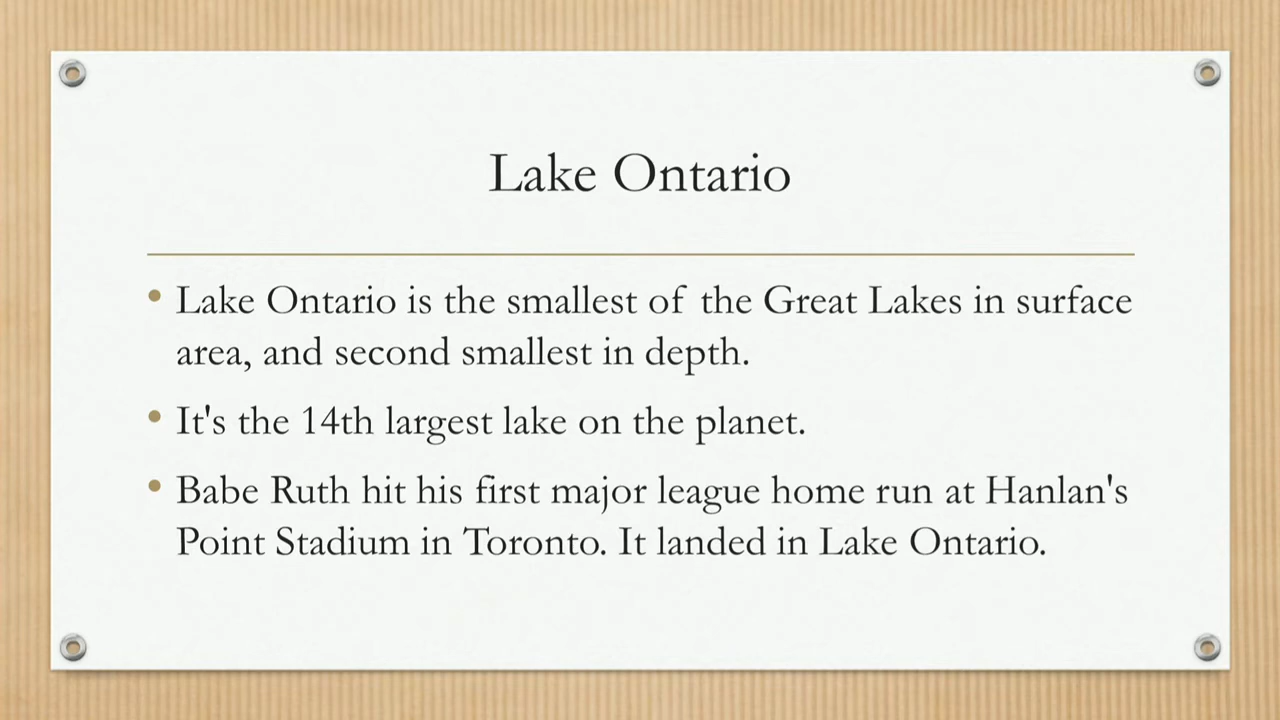 Lake Ontario
• Lake Ontario is the smallest of the Great Lakes in surface
area, and second smallest in depth.
• It's the 14th largest lake on the planet.
• Babe Ruth hit his first major league home run at Hanlan's
Point Stadium in Toronto. It landed in Lake Ontario.